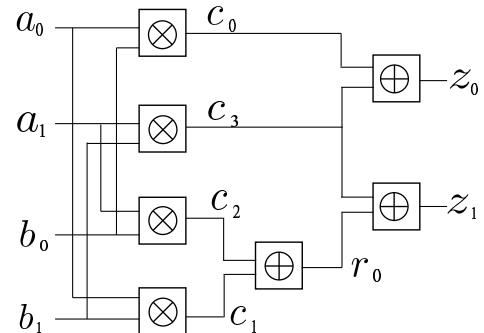 a₀
c₀
z₀
a₁
c₃
c₂
z₁
b₀
r₀
b₁
c₁